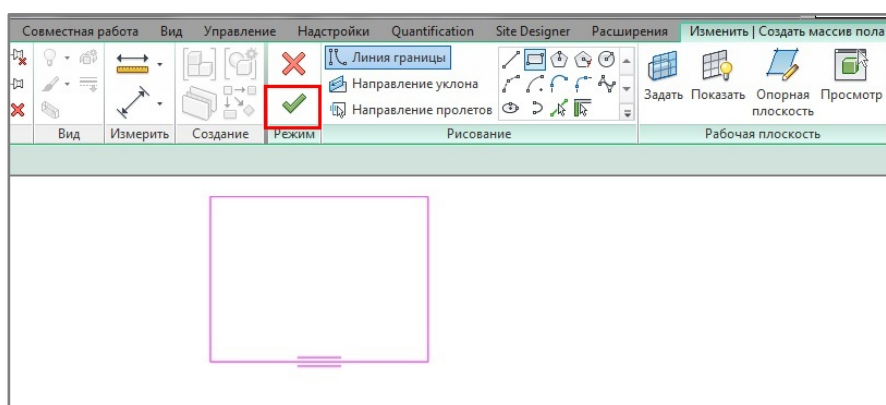 Совместная работа Вид Управление Надстройки Quantification Site Designer Расширения Изменить | Создать массив пола
Линия границы
Направление уклона
Направление пролетов
Задать Показать Опорная плоскость Просмотр
Вид Измерить Создание Режим Рисование Рабочая плоскость